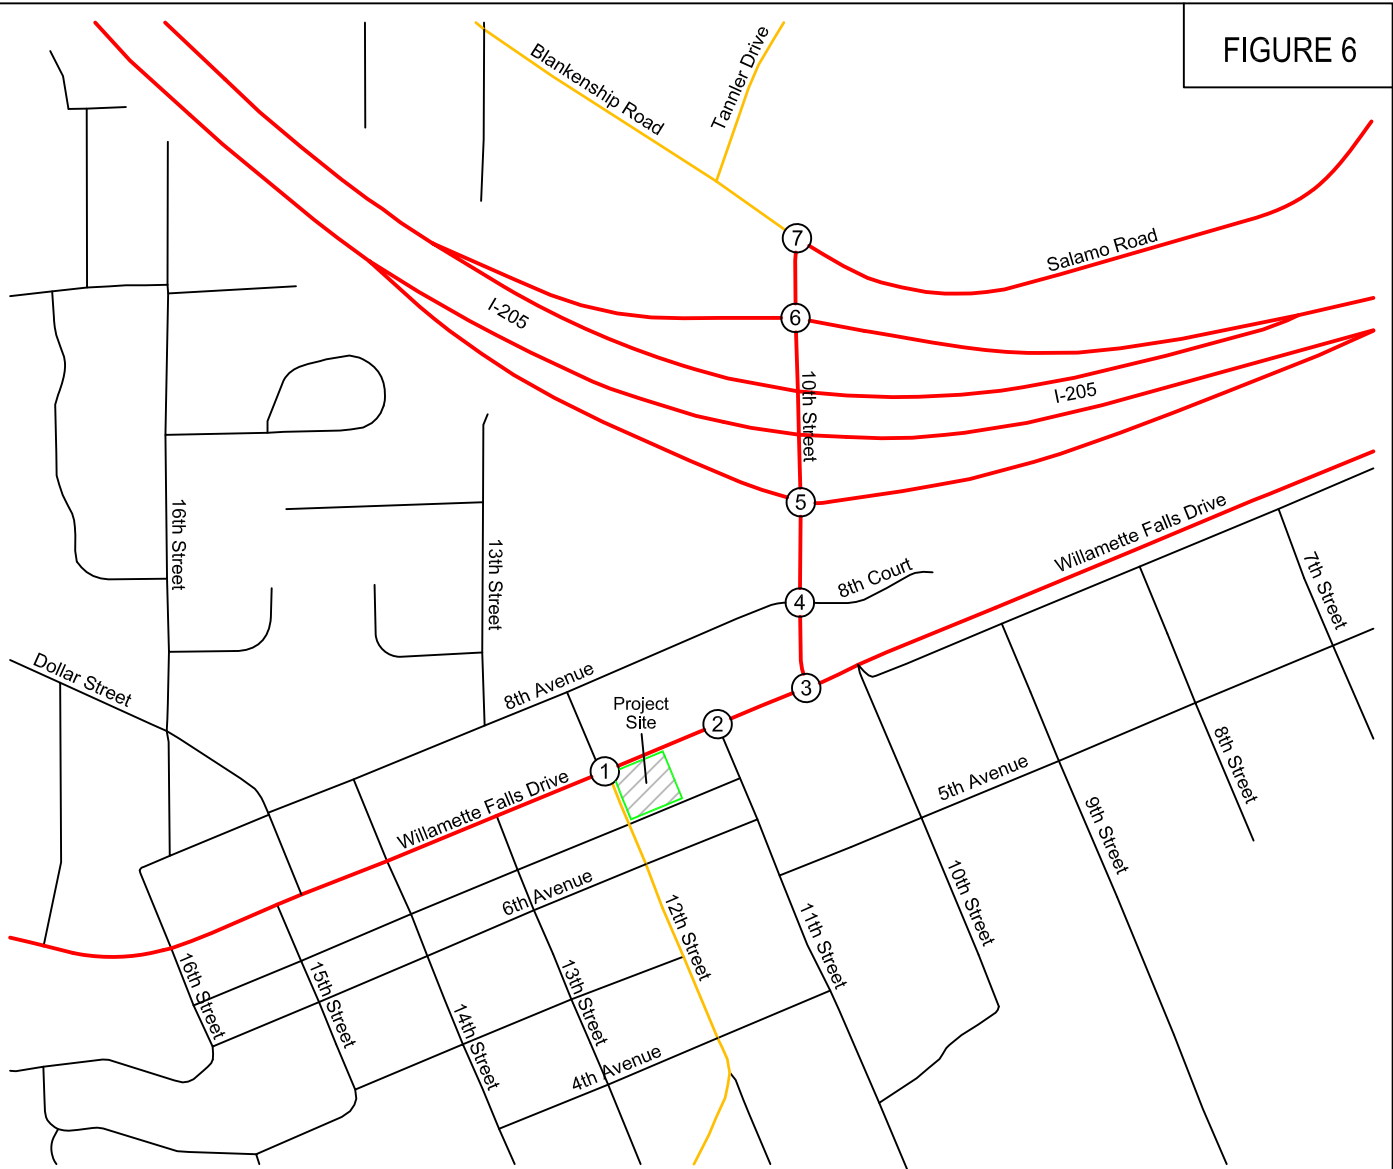 FIGURE 6
Blankenship Road
Tannler Drive
7
Salamo Road
6
I-205
10th Street
I-205
5
16th Street
13th Street
Willamette Falls Drive
7th Street
8th Court
4
Dollar Street
8th Avenue
3
Project
Site
2
1
8th Street
Willamette Falls Drive
5th Avenue
9th Street
6th Avenue
10th Street
12th Street
11th Street
16th Street
15th Street
13th Street
14th Street
4th Avenue